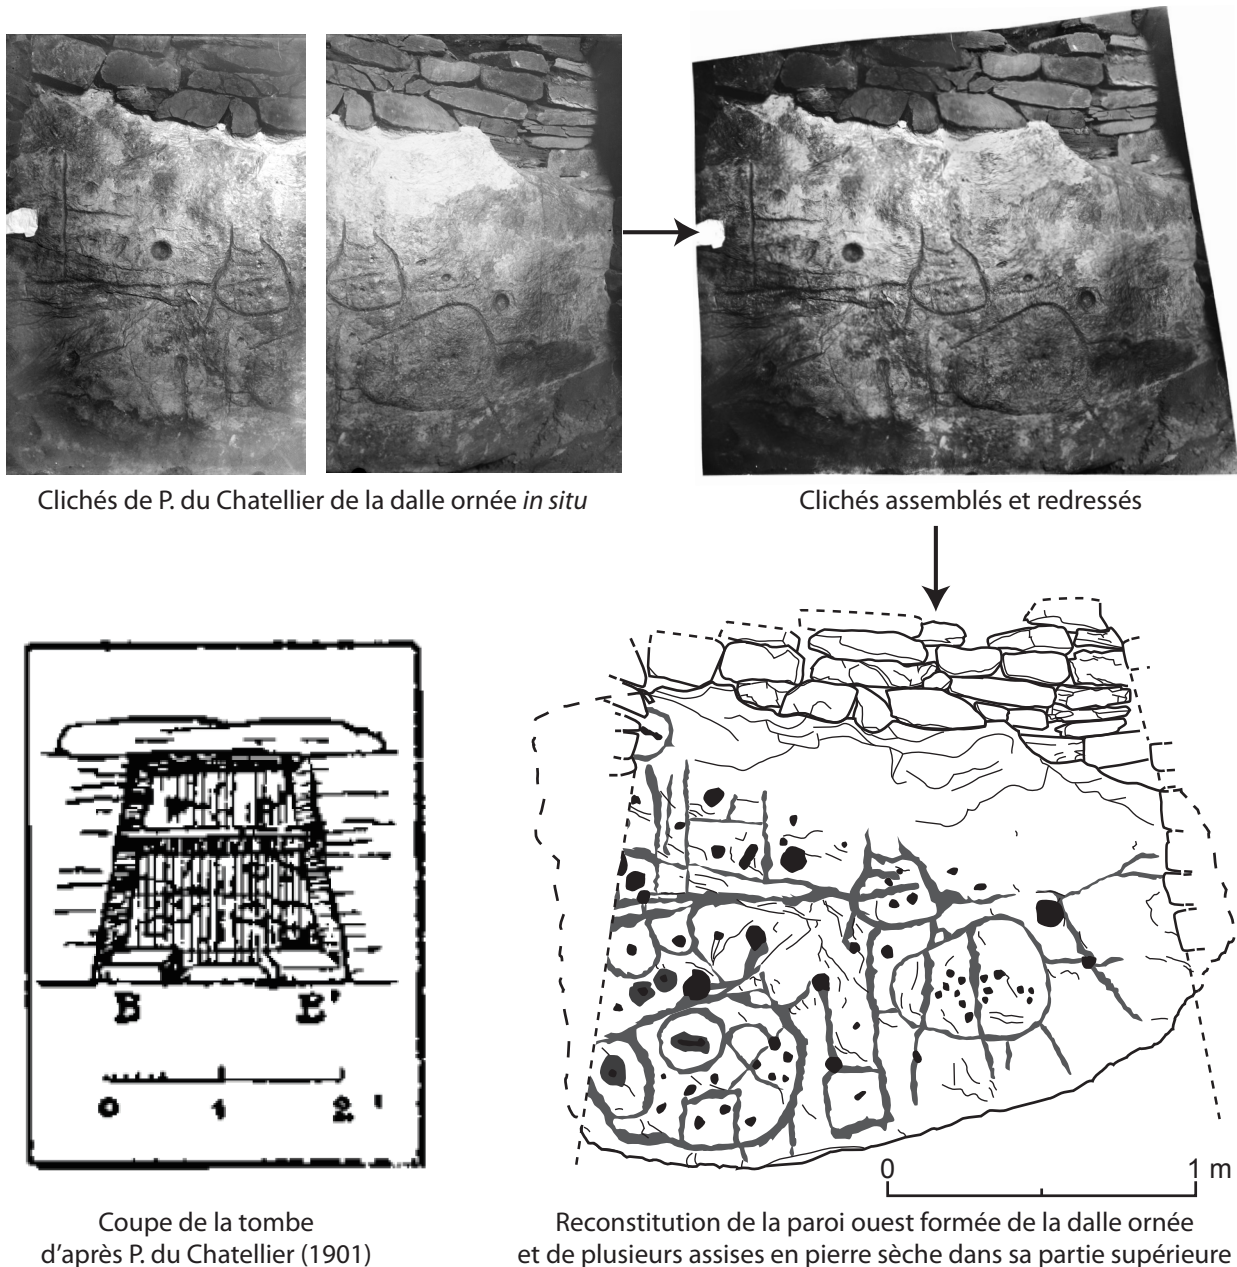 Clichés de P. du Chatellier de la dalle ornée in situ
Clichés assemblés et redressés
B E'
0 1 2
0 1 m
Coupe de la tombe
d'après P. du Chatellier (1901)
Reconstitution de la paroi ouest formée de la dalle ornée
et de plusieurs assises en pierre sèche dans sa partie supérieure